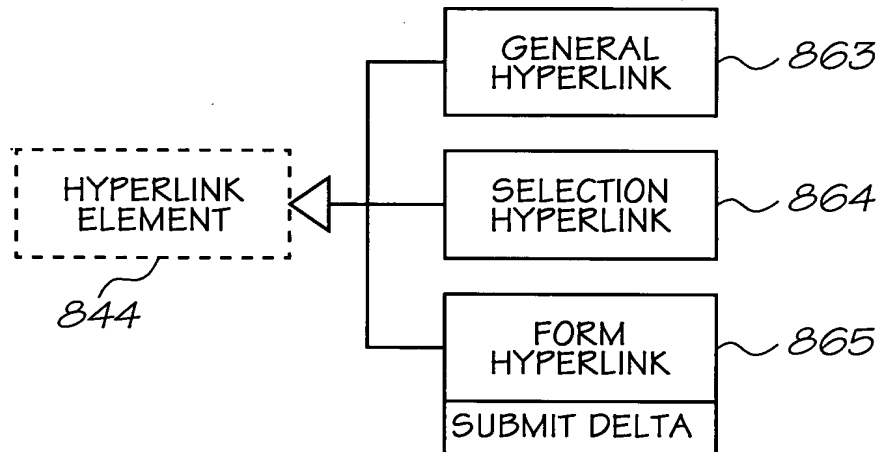 GENERAL
HYPERLINK
863
HYPERLINK
ELEMENT
844
SELECTION
HYPERLINK
864
FORM
HYPERLINK
865
SUBMIT DELTA